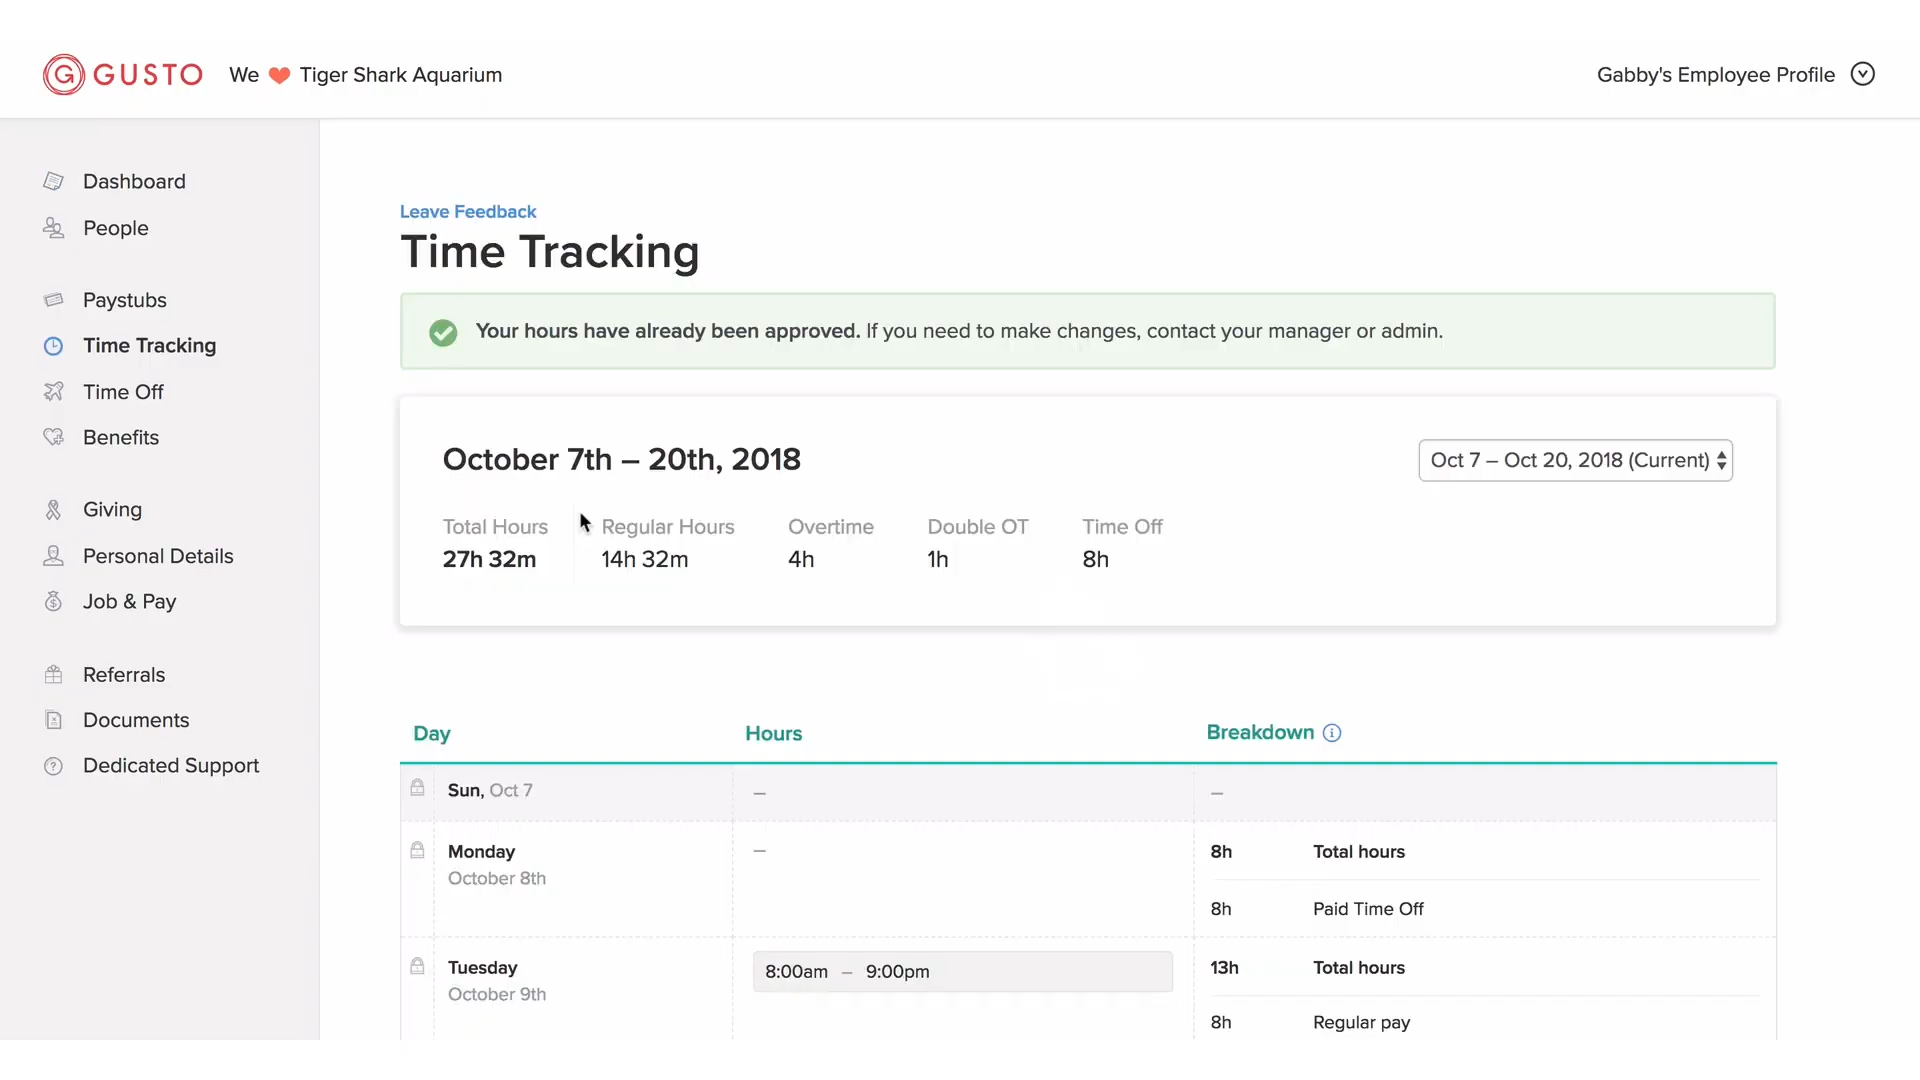 GUSTO We ❤ Tiger Shark Aquarium Gabby's Employee Profile
Dashboard
People
Paystubs
Time Tracking
Time Off
Benefits
Giving
Personal Details
Job & Pay
Referrals
Documents
Dedicated Support
Leave Feedback
Time Tracking
Your hours have already been approved. If you need to make changes, contact your manager or admin.
October 7th – 20th, 2018 Oct 7 – Oct 20, 2018 (Current)
Total Hours Regular Hours Overtime Double OT Time Off
27h 32m 14h 32m 4h 1h 8h
Day Hours Breakdown
Sun, Oct 7 – –
Monday – 8h Total hours
October 8th
8h Paid Time Off
Tuesday 8:00am – 9:00pm 13h Total hours
October 9th
8h Regular pay